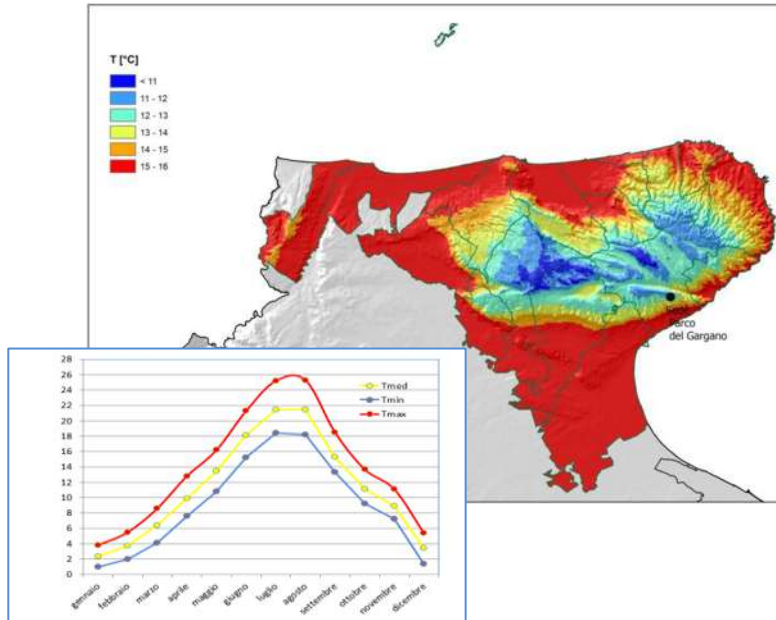 T [°C]
< 11
11 - 12
12 - 13
13 - 14
14 - 15
15 - 16
Parco
del Gargano
28
26
24
22
20
18
16
14
12
10
8
6
4
2
0
Tmed
Tmin
Tmax
gennaio
febbraio
marzo
aprile
maggio
giugno
luglio
agosto
settembre
ottobre
novembre
dicembre